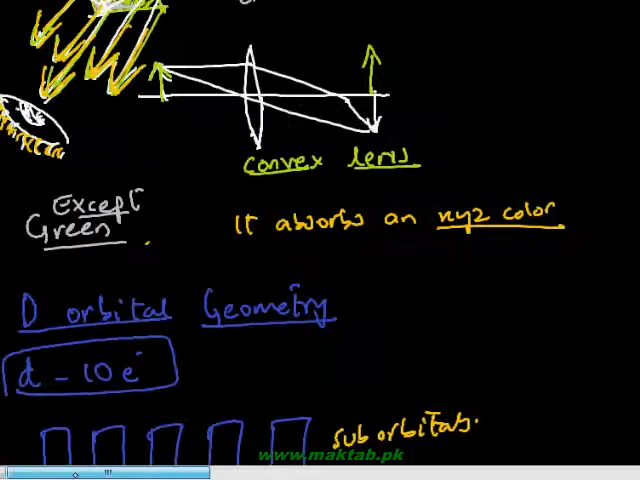 convex lens
Except
Green
It absorbs an xyz color
D orbital Geometry
d - 10 e⁻
sub orbitals.
www.maktab.pk